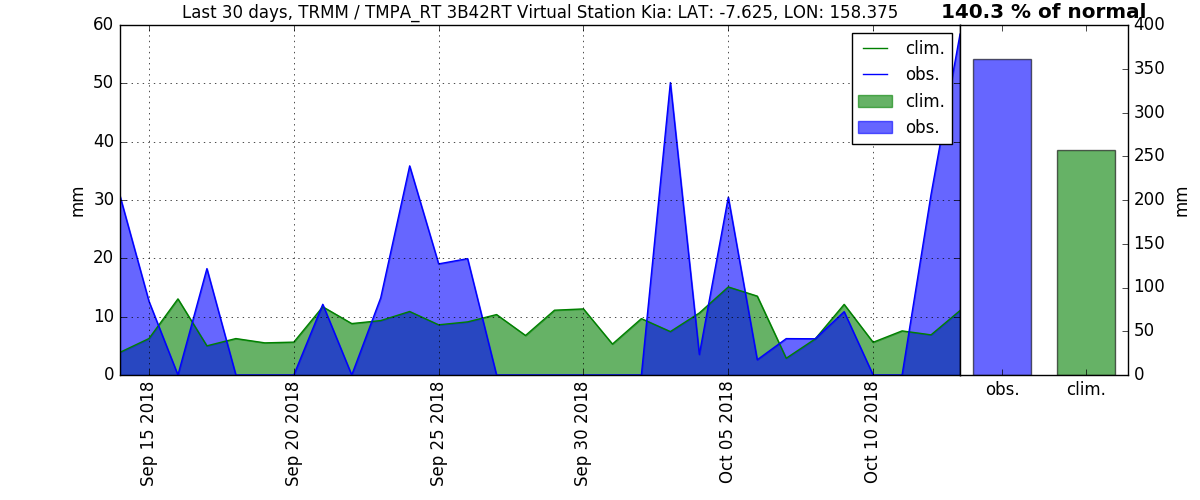 Last 30 days, TRMM / TMPA_RT 3B42RT Virtual Station Kia: LAT: -7.625, LON: 158.375
140.3 % of normal
60
50
40
30
20
10
0
mm
clim.
obs.
clim.
obs.
400
350
300
250
200
150
100
50
0
mm
Sep 15 2018
Sep 20 2018
Sep 25 2018
Sep 30 2018
Oct 05 2018
Oct 10 2018
obs.
clim.